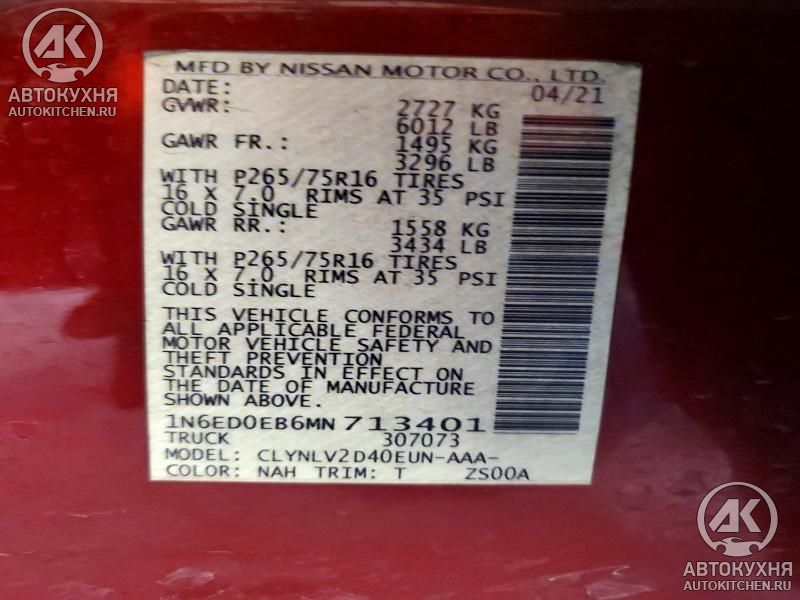 АВТОКУХНЯ
AUTOKITCHEN.RU
MFD BY NISSAN MOTOR CO., LTD.
DATE: 04/21
GVWR: 2727 KG
6012 LB
GAWR FR.: 1495 KG
3296 LB
WITH P265/75R16 TIRES
16 X 7.0 RIMS AT 35 PSI
COLD SINGLE
GAWR RR.: 1558 KG
3434 LB
WITH P265/75R16 TIRES
16 X 7.0 RIMS AT 35 PSI
COLD SINGLE
THIS VEHICLE CONFORMS TO
ALL APPLICABLE FEDERAL
MOTOR VEHICLE SAFETY AND
THEFT PREVENTION
STANDARDS IN EFFECT ON
THE DATE OF MANUFACTURE
SHOWN ABOVE.
1N6ED0EB6MN 713401
TRUCK 307073
MODEL: CLYNLV2D40EUN-AAA-
COLOR: NAH TRIM: T ZS00A
АК
АВТОКУХНЯ
AUTOKITCHEN.RU